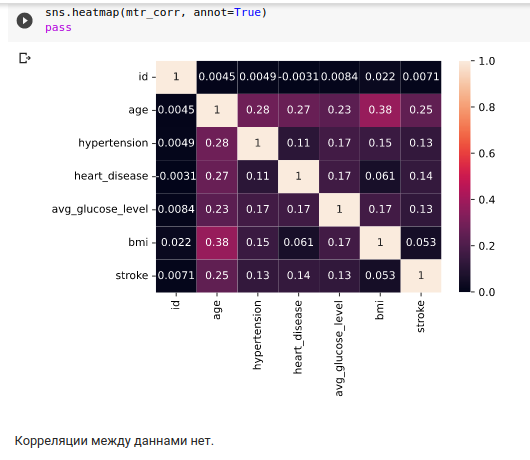 sns.heatmap(mtr_corr, annot=True)
pass
id 1 0.0045 0.0049 -0.0031 0.0084 0.022 0.0071
age 0.0045 1 0.28 0.27 0.23 0.38 0.25
hypertension 0.0049 0.28 1 0.11 0.17 0.15 0.13
heart_disease -0.0031 0.27 0.11 1 0.17 0.061 0.14
avg_glucose_level 0.0084 0.23 0.17 0.17 1 0.17 0.13
bmi 0.022 0.38 0.15 0.061 0.17 1 0.053
stroke 0.0071 0.25 0.13 0.14 0.13 0.053 1
id age hypertension heart_disease avg_glucose_level bmi stroke
1.0
0.8
0.6
0.4
0.2
0.0
Корреляции между даннами нет.